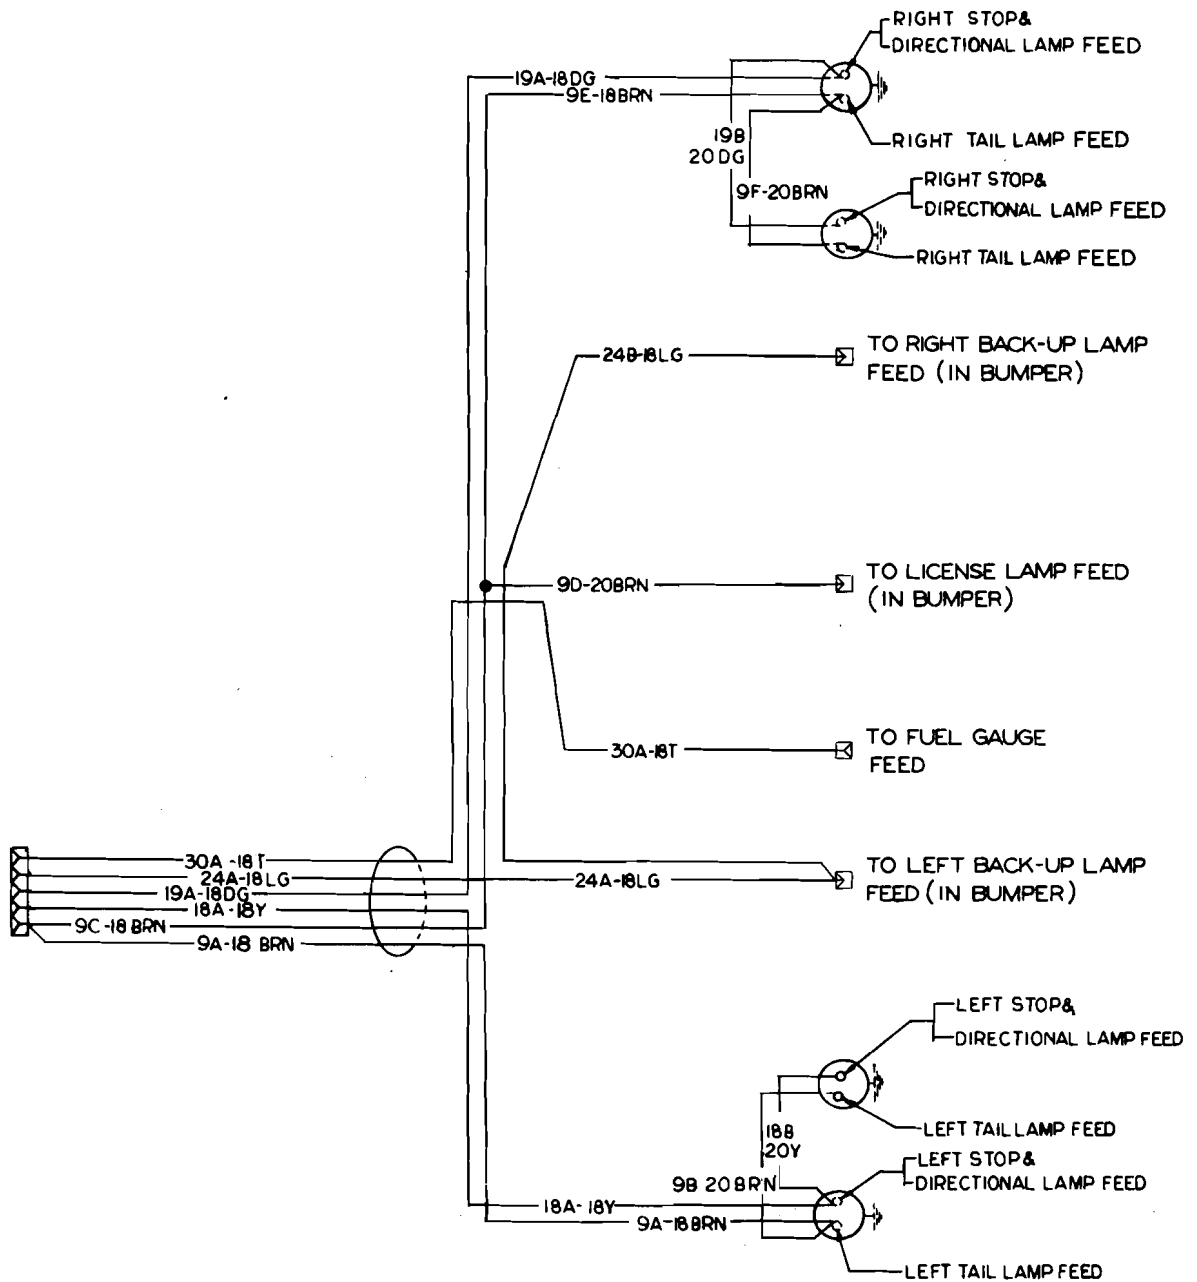 RIGHT STOP&
DIRECTIONAL LAMP FEED
19A-18DG
9E-18BRN
19B
20DG
RIGHT TAIL LAMP FEED
RIGHT STOP&
9F-20BRN
DIRECTIONAL LAMP FEED
RIGHT TAIL LAMP FEED
24B-18LG
TO RIGHT BACK-UP LAMP
FEED (IN BUMPER)
9D-20BRN
TO LICENSE LAMP FEED
(IN BUMPER)
30A-18T
TO FUEL GAUGE
FEED
30A-18T
24A-18LG
19A-18DG
18A-18Y
9C-18BRN
9A-18 BRN
24A-18LG
TO LEFT BACK-UP LAMP
FEED (IN BUMPER)
LEFT STOP&
DIRECTIONAL LAMP FEED
18B
20Y
LEFT TAIL LAMP FEED
LEFT STOP&
9B 20BRN
DIRECTIONAL LAMP FEED
18A-18Y
9A-18BRN
LEFT TAIL LAMP FEED